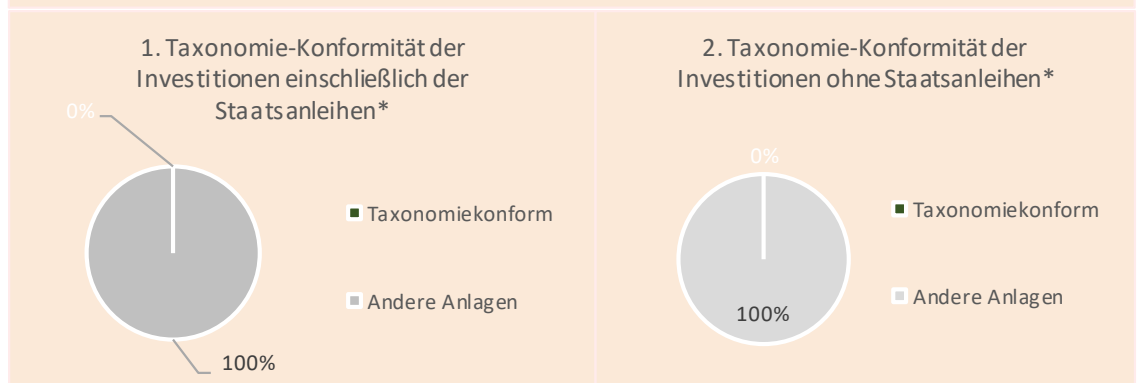 1. Taxonomie-Konformität der
Investitionen einschließlich der
Staatsanleihen*
0%
Taxonomiekonform
Andere Anlagen
100%
2. Taxonomie-Konformität der
Investitionen ohne Staatsanleihen*
0%
Taxonomiekonform
Andere Anlagen
100%